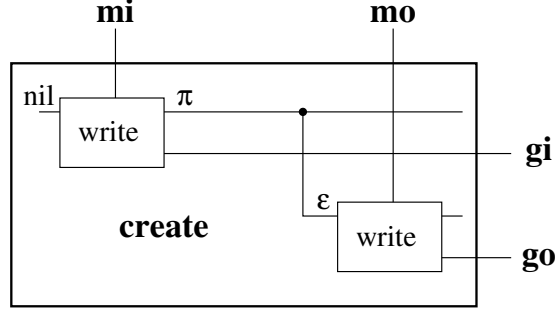 mi mo
nil π
write
gi
ε
create write
go